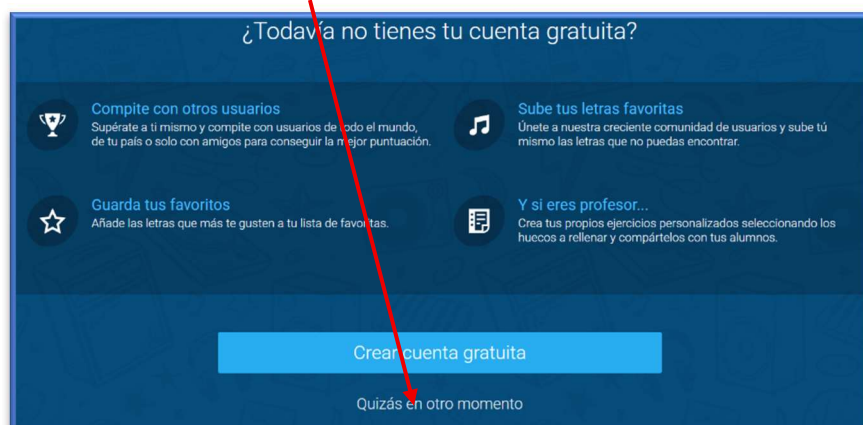 ¿Todavía no tienes tu cuenta gratuita?
Compite con otros usuarios
Supérate a ti mismo y compite con usuarios de todo el mundo,
de tu país o solo con amigos para conseguir la mejor puntuación.
Sube tus letras favoritas
Únete a nuestra creciente comunidad de usuarios y sube tú
mismo las letras que no puedas encontrar.
Guarda tus favoritos
Añade las letras que más te gusten a tu lista de favoritas.
Y si eres profesor...
Crea tus propios ejercicios personalizados seleccionando los
huecos a rellenar y compártelos con tus alumnos.
Crear cuenta gratuita
Quizás en otro momento